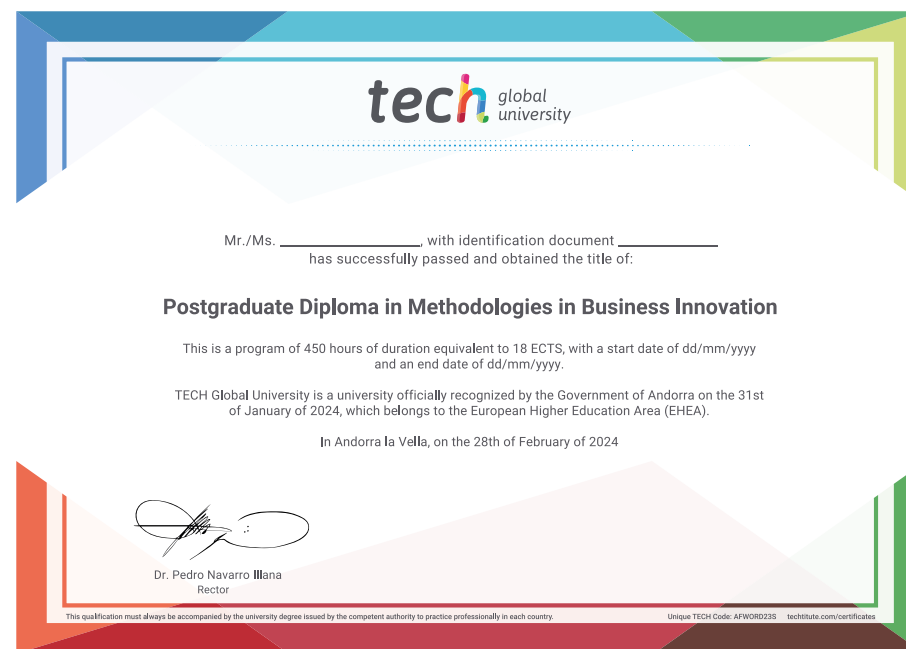 tech global
university
Mr./Ms. ____________, with identification document ____________
has successfully passed and obtained the title of:
Postgraduate Diploma in Methodologies in Business Innovation
This is a program of 450 hours of duration equivalent to 18 ECTS, with a start date of dd/mm/yyyy
and an end date of dd/mm/yyyy.
TECH Global University is a university officially recognized by the Government of Andorra on the 31st
of January of 2024, which belongs to the European Higher Education Area (EHEA).
In Andorra la Vella, on the 28th of February of 2024
Dr. Pedro Navarro Illana
Rector
This qualification must always be accompanied by the university degree issued by the competent authority to practice professionally in each country. Unique TECH Code: AFWORD23S techtitute.com/certificates